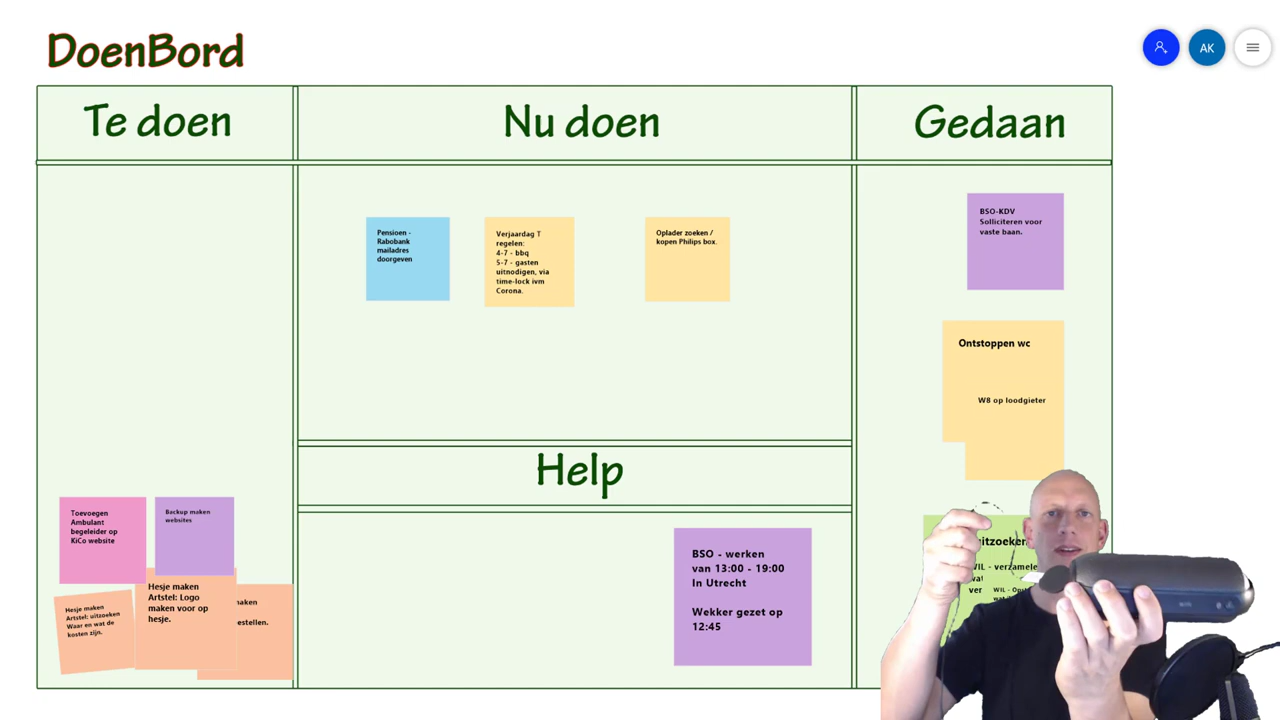 DoenBord
AK
Te doen
Nu doen
Gedaan
Pensioen -
Rabobank
mailadres
doorgeven
Verjaardag T
regelen:
4-7 - bbq
5-7 - gasten
uitnodigen, via
time-lock ivm
Corona.
Oplader zoeken /
kopen Philips box.
BSO-KDV
Solliciteren voor
vaste baan.
Ontstoppen wc
W8 op loodgieter
Help
Toevoegen
Ambulant
begeleider op
KiCo website
Backup maken
websites
Hesje maken
Artstel: uitzoeken
Waar en wat de
kosten zijn.
Hesje maken
Artstel: Logo
maken voor op
hesje.
maken
estellen.
BSO - werken
van 13:00 - 19:00
In Utrecht
Wekker gezet op
12:45
uitzoeken
WIL - verzamele
ver